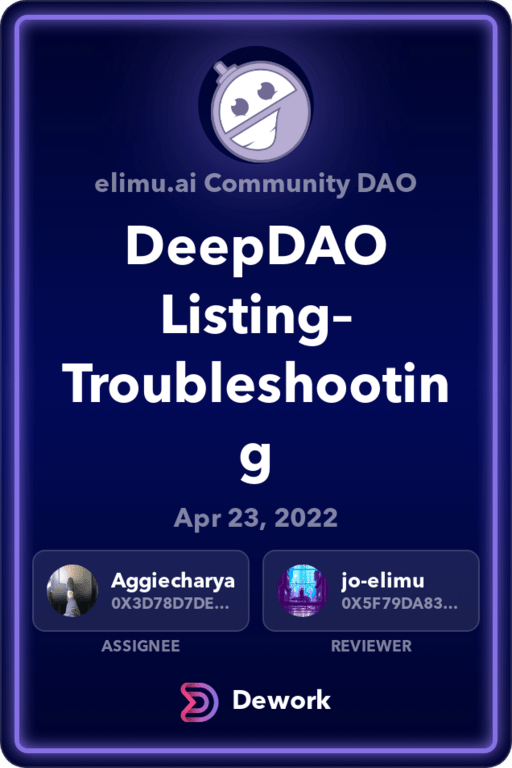 elimu.ai Community DAO
DeepDAO
Listing–
Troubleshootin
g
Apr 23, 2022
Aggiecharya
0X3D78D7DE...
jo-elimu
0X5F79DA83...
ASSIGNEE
REVIEWER
Dework